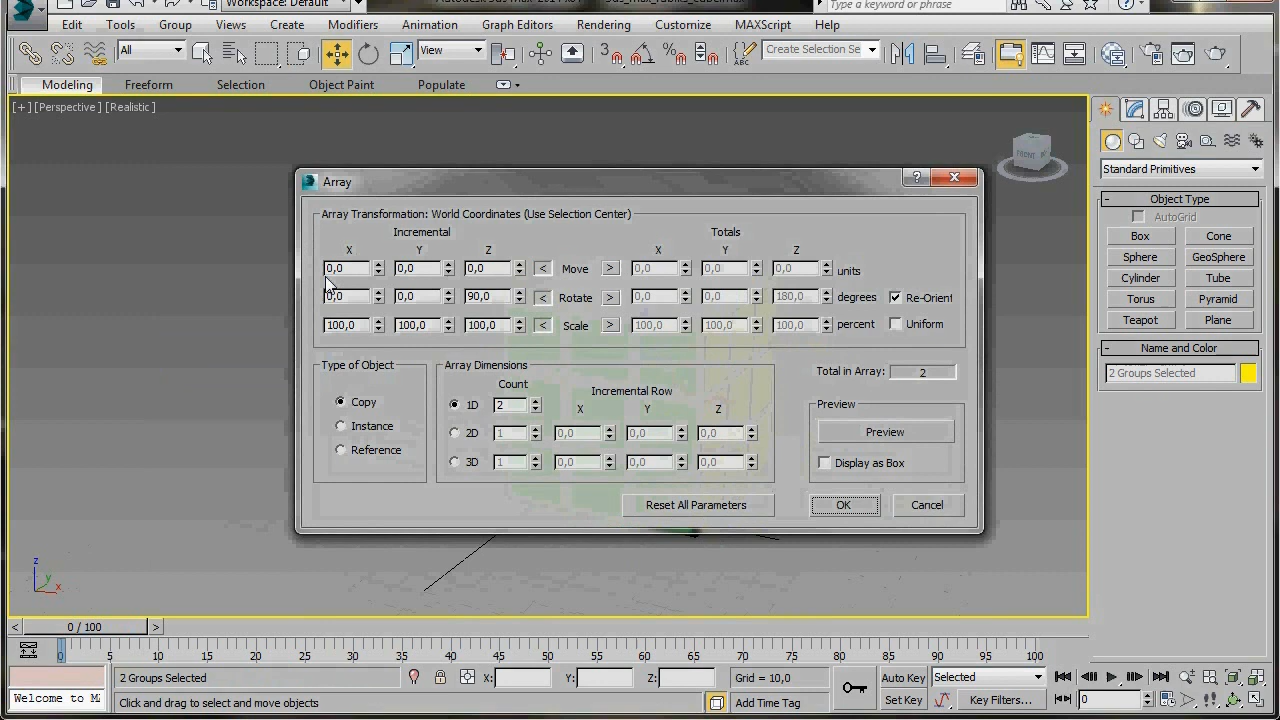 Workspace: Default
Type a keyword or phrase
Edit Tools Group Views Create Modifiers Animation Graph Editors Rendering Customize MAXScript Help
All View 3 % Create Selection Se
Modeling Freeform Selection Object Paint Populate
[+] [Perspective] [Realistic]
FRONT
Standard Primitives
Array
Array Transformation: World Coordinates (Use Selection Center)
Incremental Totals
X Y Z X Y Z
0,0 0,0 0,0 < Move > 0,0 0,0 0,0 units
0,0 0,0 90,0 < Rotate > 0,0 0,0 180,0 degrees Re-Orient
100,0 100,0 100,0 < Scale > 100,0 100,0 100,0 percent Uniform
Type of Object
Copy
Instance
Reference
Array Dimensions
Count
Incremental Row
X Y Z
1D 2
2D 1 0,0 0,0 0,0
3D 1 0,0 0,0 0,0
Total in Array: 2
Preview
Preview
Display as Box
Reset All Parameters OK Cancel
- Object Type
AutoGrid
Box Cone
Sphere GeoSphere
Cylinder Tube
Torus Pyramid
Teapot Plane
- Name and Color
2 Groups Selected
z
y
x
< 0 / 100 >
0 5 10 15 20 25 30 35 40 45 50 55 60 65 70 75 80 85 90 95 100
2 Groups Selected X: Y: Z: Grid = 10,0 Auto Key Selected
Welcome to M Click and drag to select and move objects Add Time Tag Set Key Key Filters... 0